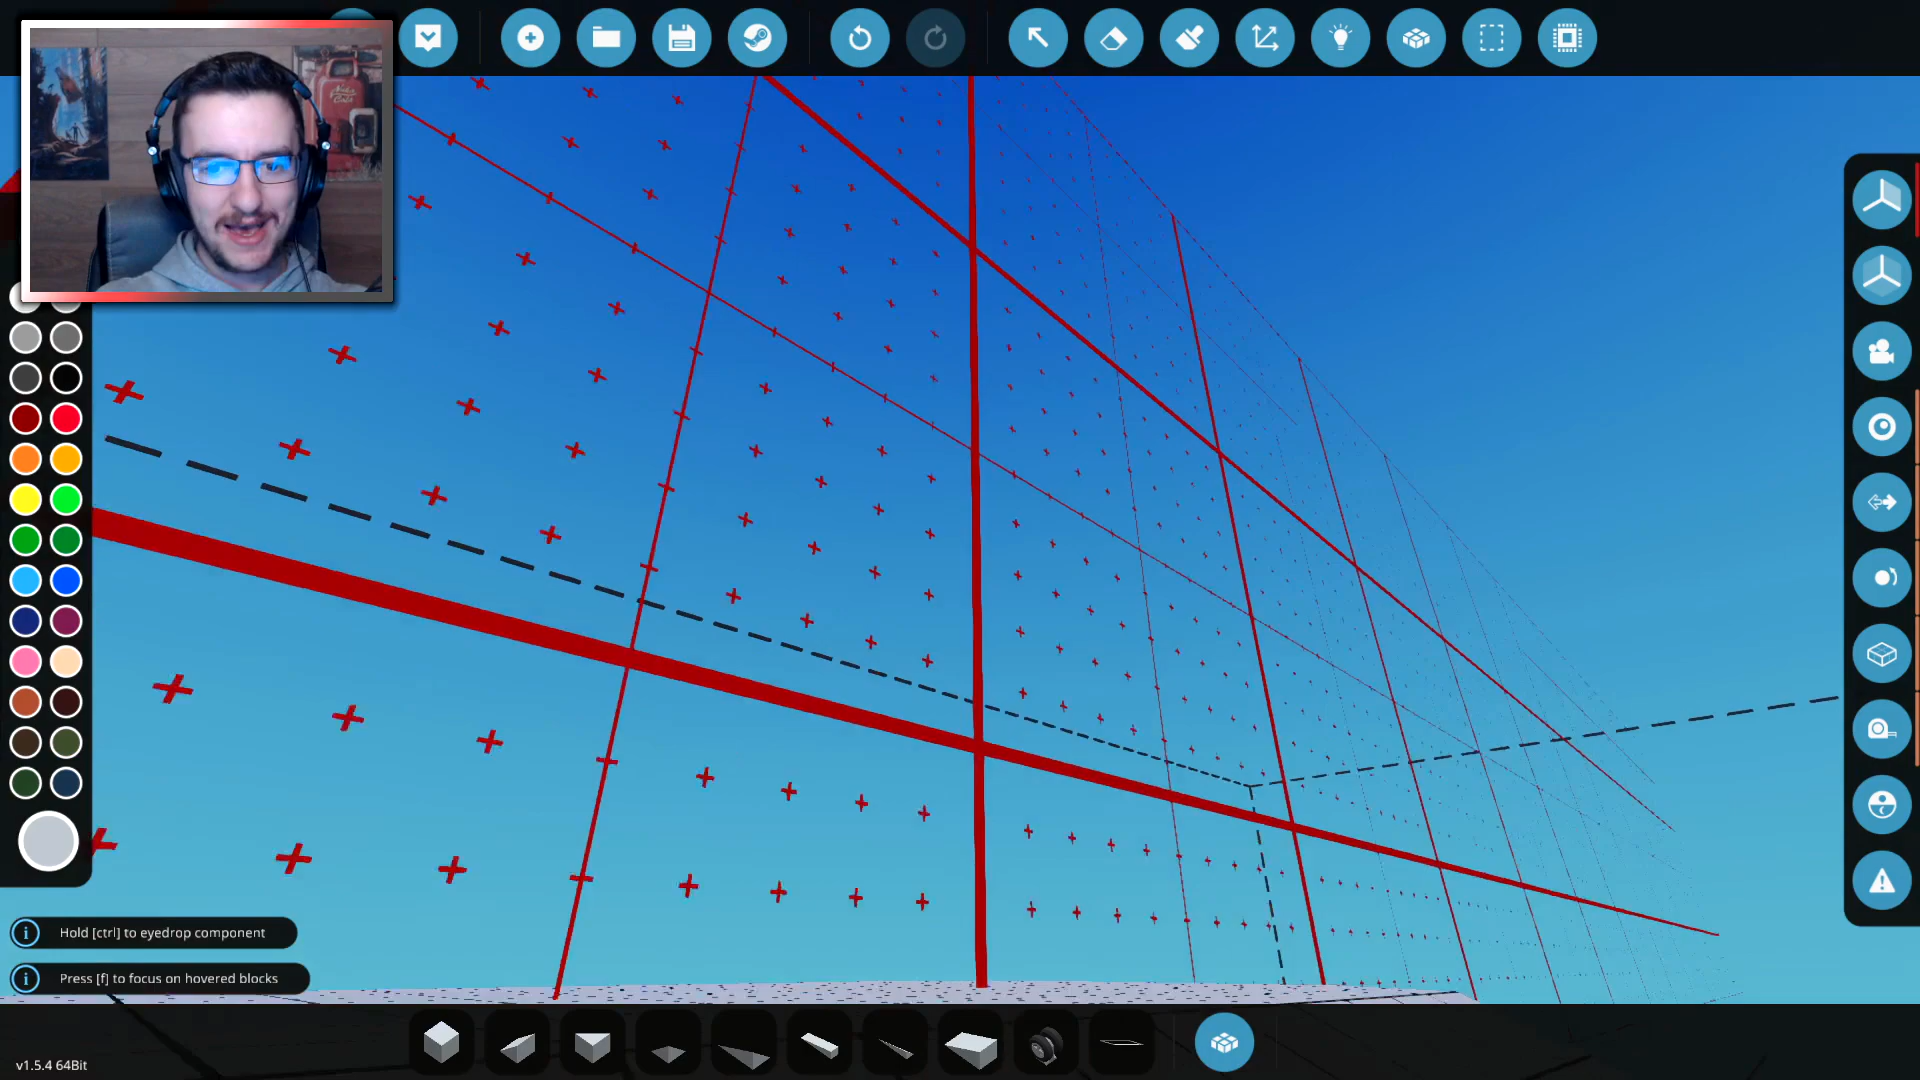 Hold [ctrl] to eyedrop component
Press [f] to focus on hovered blocks
v1.5.4 64Bit